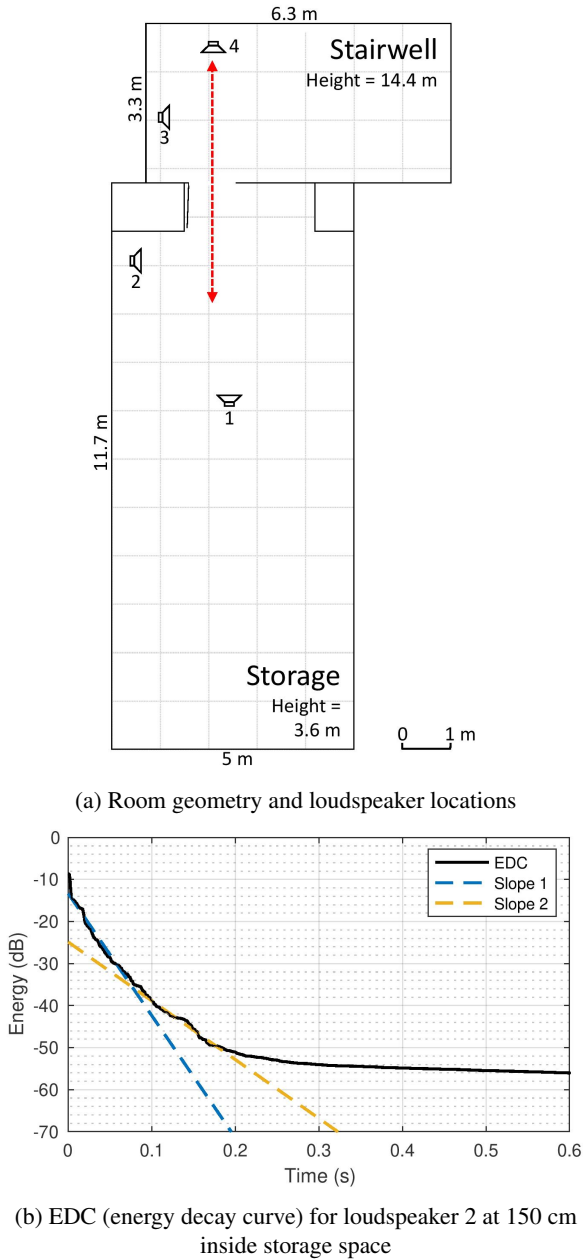 6.3 m
4
Stairwell
Height = 14.4 m
3.3 m
3
2
1
11.7 m
Storage
Height =
3.6 m
0 1 m
5 m
(a) Room geometry and loudspeaker locations
0
-10
-20
-30
-40
-50
-60
-70
Energy (dB)
EDC
Slope 1
Slope 2
0 0.1 0.2 0.3 0.4 0.5 0.6
Time (s)
(b) EDC (energy decay curve) for loudspeaker 2 at 150 cm
inside storage space